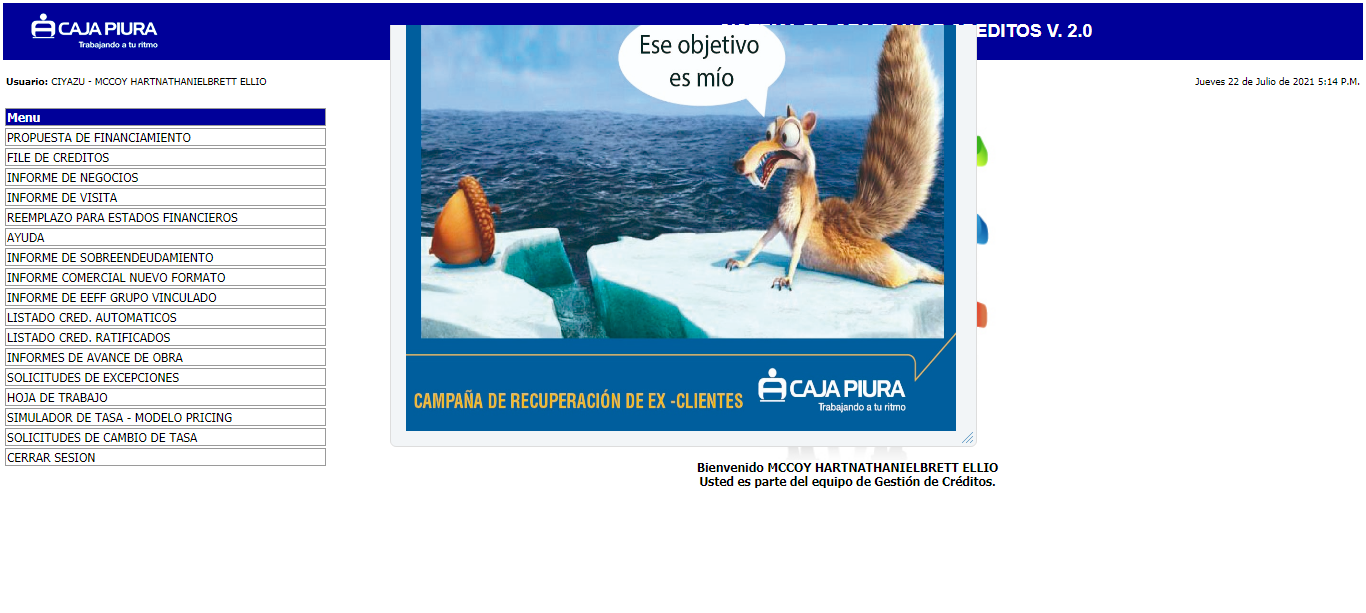 CAJA PIURA
Trabajando a tu ritmo
SISTEMA DE GESTION DE CREDITOS V. 2.0
Usuario: CIYAZU - MCCOY HARTNATHANIELBRETT ELLIO
Jueves 22 de Julio de 2021 5:14 P.M.
Menu
PROPUESTA DE FINANCIAMIENTO
FILE DE CREDITOS
INFORME DE NEGOCIOS
INFORME DE VISITA
REEMPLAZO PARA ESTADOS FINANCIEROS
AYUDA
INFORME DE SOBREENDEUDAMIENTO
INFORME COMERCIAL NUEVO FORMATO
INFORME DE EEFF GRUPO VINCULADO
LISTADO CRED. AUTOMATICOS
LISTADO CRED. RATIFICADOS
INFORMES DE AVANCE DE OBRA
SOLICITUDES DE EXCEPCIONES
HOJA DE TRABAJO
SIMULADOR DE TASA - MODELO PRICING
SOLICITUDES DE CAMBIO DE TASA
CERRAR SESION
Ese objetivo
es mío
CAMPAÑA DE RECUPERACIÓN DE EX -CLIENTES
CAJA PIURA
Trabajando a tu ritmo
Bienvenido MCCOY HARTNATHANIELBRETT ELLIO
Usted es parte del equipo de Gestión de Créditos.